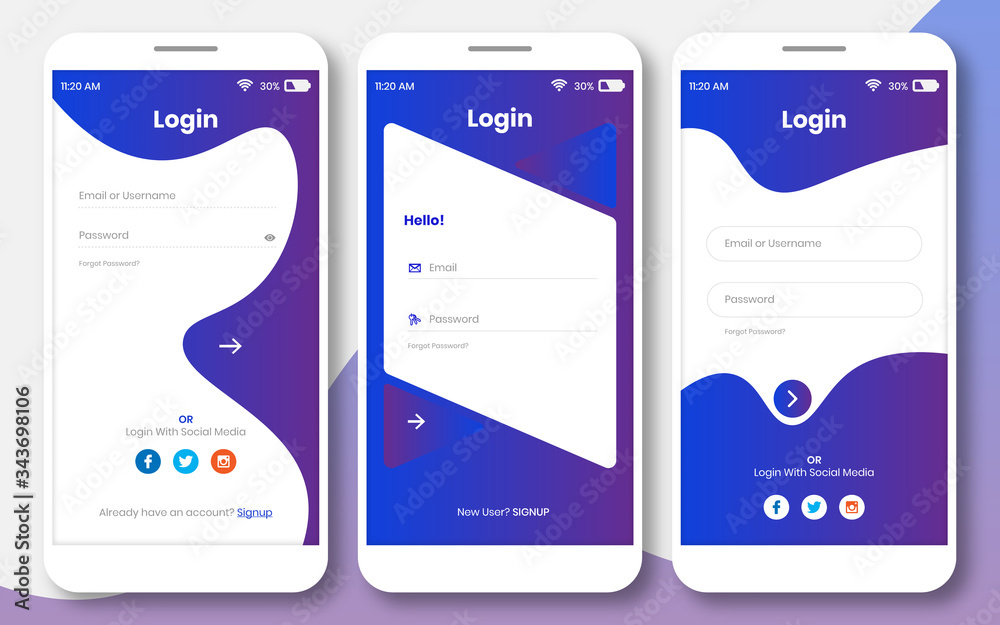 11:20 AM 30%
Login
Email or Username
Password
Forgot Password?
OR
Login With Social Media
Already have an account? Signup
11:20 AM 30%
Login
Hello!
Email
Password
Forgot Password?
New User? SIGNUP
11:20 AM 30%
Login
Email or Username
Password
Forgot Password?
OR
Login With Social Media
Adobe Stock | #343698106